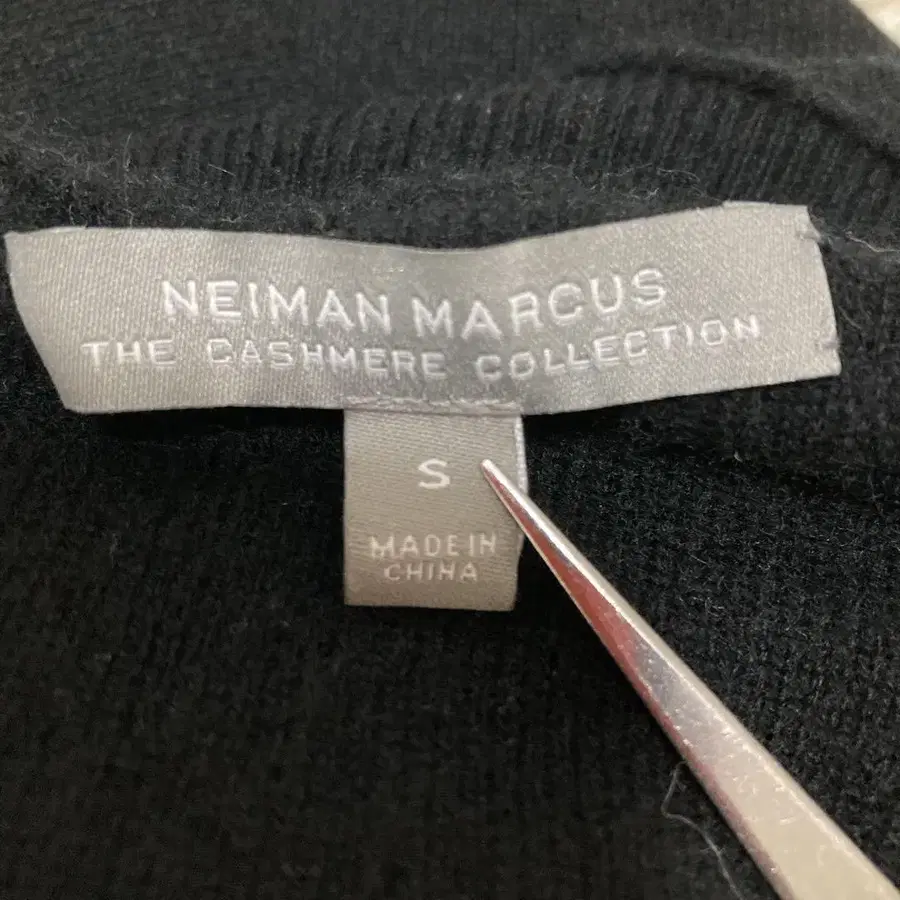 NEIMAN MARCUS
THE CASHMERE COLLECTION
S
MADE IN
CHINA